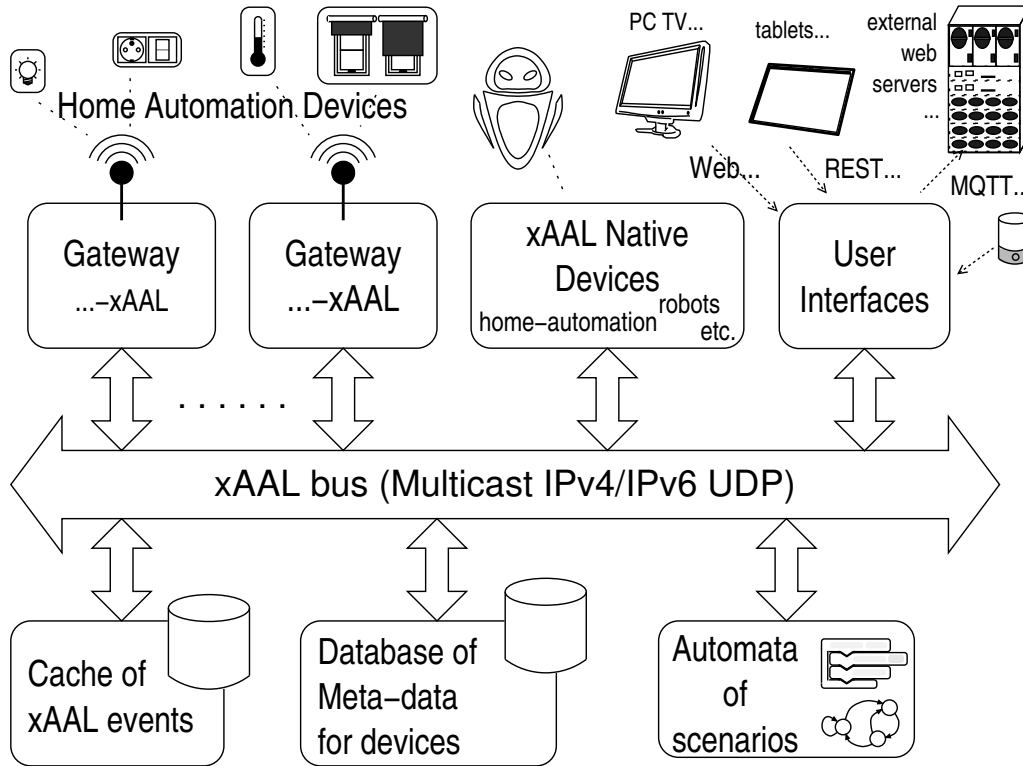 PC TV...
tablets...
external
web
servers
...
Home Automation Devices
Web...
REST...
MQTT...
Gateway
...–xAAL
Gateway
...–xAAL
xAAL Native
Devices
home–automation
robots
etc.
User
Interfaces
. . . . . .
xAAL bus (Multicast IPv4/IPv6 UDP)
Cache of
xAAL events
Database of
Meta–data
for devices
Automata
of
scenarios